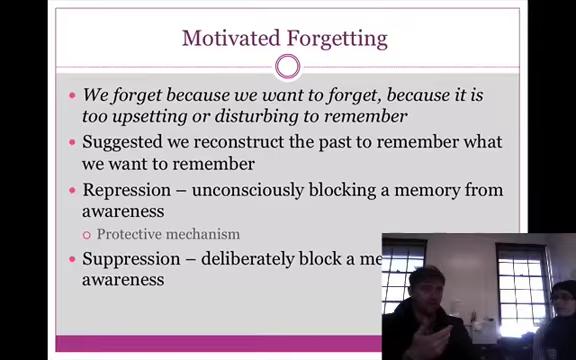 Motivated Forgetting
We forget because we want to forget, because it is
too upsetting or disturbing to remember
Suggested we reconstruct the past to remember what
we want to remember
Repression – unconsciously blocking a memory from
awareness
Protective mechanism
Suppression – deliberately block a me
awareness